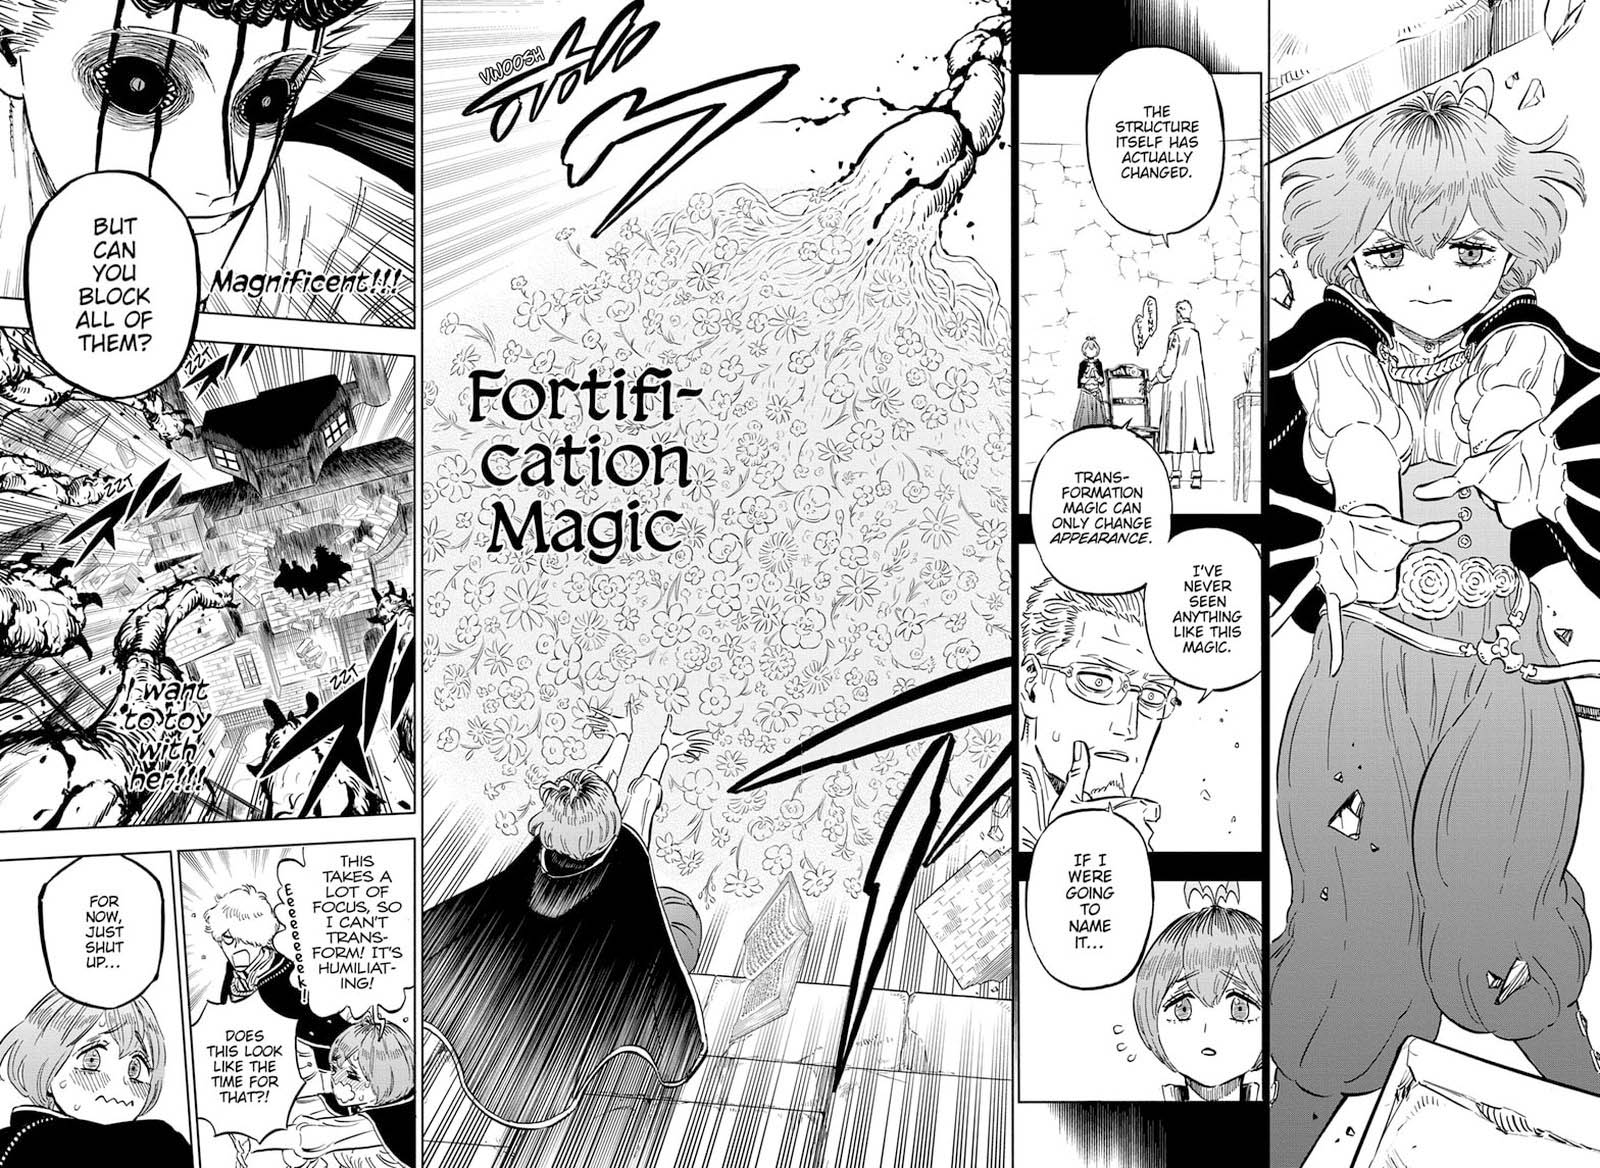 THE
STRUCTURE
ITSELF HAS
ACTUALLY
CHANGED.
CLINK
CLINK
TRANS-
FORMATION
MAGIC CAN
ONLY CHANGE
APPEARANCE.
I'VE
NEVER
SEEN
ANYTHING
LIKE THIS
MAGIC.
IF I
WERE
GOING
TO
NAME
IT...
VWOOSH
Fortifi-
cation
Magic
Magnificent!!!
BUT
CAN
YOU
BLOCK
ALL OF
THEM?
ZZT
ZZT
ZZT
I want
to toy
with
her!!!
THIS
TAKES A
LOT OF
FOCUS, SO
I CAN'T
TRANS-
FORM! IT'S
HUMILIAT-
ING!
Eeeeeeeek!
DOES
THIS LOOK
LIKE THE
TIME FOR
THAT?!
FOR
NOW,
JUST
SHUT
UP...